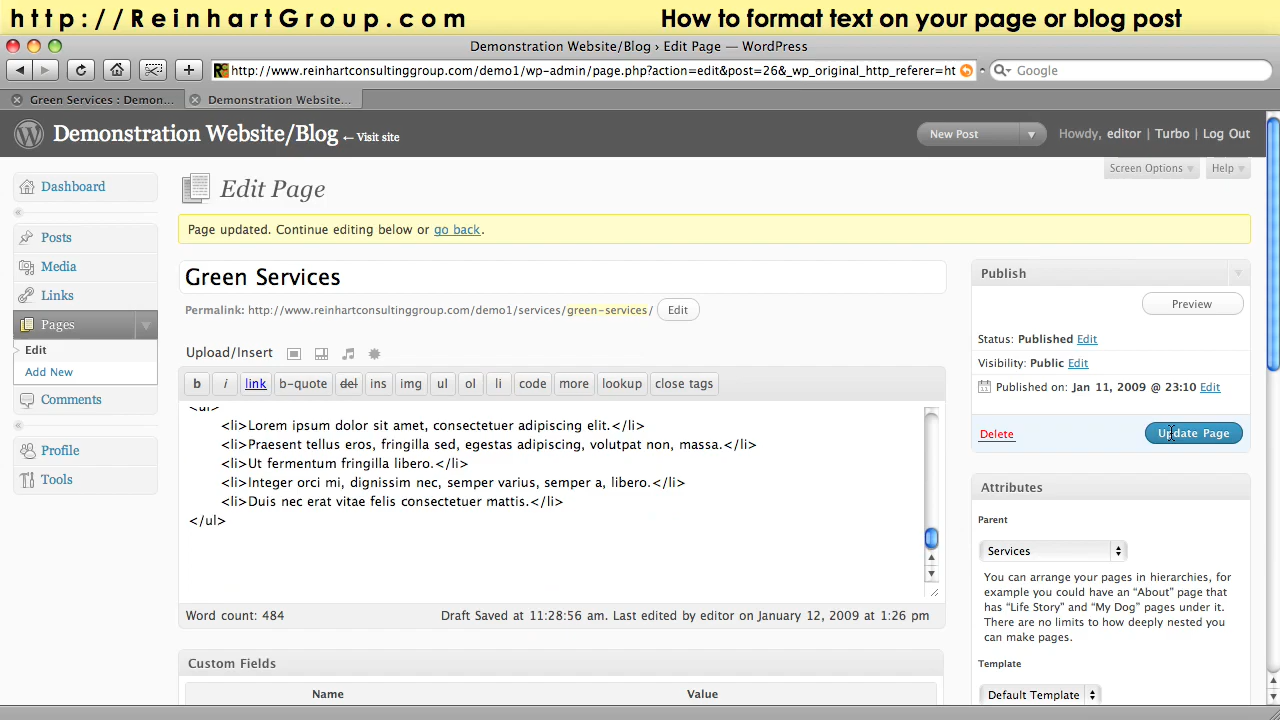 http://ReinhartGroup.com How to format text on your page or blog post
Demonstration Website/Blog › Edit Page — WordPress
http://www.reinhartconsultinggroup.com/demo1/wp-admin/page.php?action=edit&post=26&_wp_original_http_referer=ht Google
Green Services : Demon... Demonstration Website...
Demonstration Website/Blog ← Visit site New Post Howdy, editor | Turbo | Log Out
Screen Options Help
Dashboard
Posts
Media
Links
Pages
Edit
Add New
Comments
Profile
Tools
Edit Page
Page updated. Continue editing below or go back.
Green Services
Permalink: http://www.reinhartconsultinggroup.com/demo1/services/green-services/ Edit
Upload/Insert
b i link b-quote del ins img ul ol li code more lookup close tags
<ul>
<li>Lorem ipsum dolor sit amet, consectetuer adipiscing elit.</li>
<li>Praesent tellus eros, fringilla sed, egestas adipiscing, volutpat non, massa.</li>
<li>Ut fermentum fringilla libero.</li>
<li>Integer orci mi, dignissim nec, semper varius, semper a, libero.</li>
<li>Duis nec erat vitae felis consectetuer mattis.</li>
</ul>
Word count: 484 Draft Saved at 11:28:56 am. Last edited by editor on January 12, 2009 at 1:26 pm
Custom Fields
Name Value
Publish
Preview
Status: Published Edit
Visibility: Public Edit
Published on: Jan 11, 2009 @ 23:10 Edit
Delete Update Page
Attributes
Parent
Services
You can arrange your pages in hierarchies, for
example you could have an “About” page that
has “Life Story” and “My Dog” pages under it.
There are no limits to how deeply nested you
can make pages.
Template
Default Template